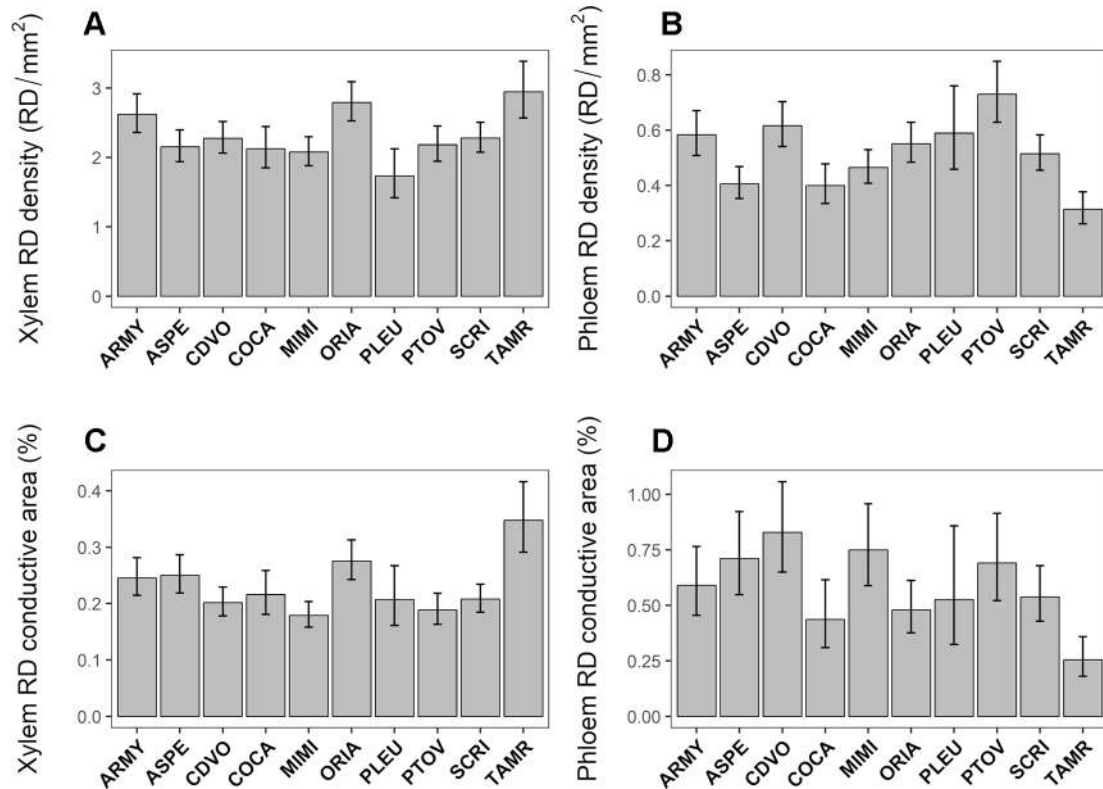 A
Xylem RD density (RD/mm²)
3
2
1
0
ARMY ASPE CDVO COCA MIMI ORIA PLEU PTOV SCRI TAMR
B
Phloem RD density (RD/mm²)
0.8
0.6
0.4
0.2
0.0
ARMY ASPE CDVO COCA MIMI ORIA PLEU PTOV SCRI TAMR
C
Xylem RD conductive area (%)
0.4
0.3
0.2
0.1
0.0
ARMY ASPE CDVO COCA MIMI ORIA PLEU PTOV SCRI TAMR
D
Phloem RD conductive area (%)
1.00
0.75
0.50
0.25
0.00
ARMY ASPE CDVO COCA MIMI ORIA PLEU PTOV SCRI TAMR